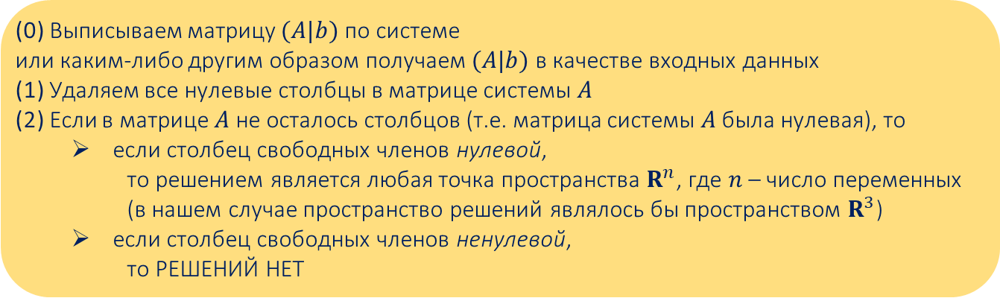 (0) Выписываем матрицу (A|b) по системе
или каким-либо другим образом получаем (A|b) в качестве входных данных
(1) Удаляем все нулевые столбцы в матрице системы A
(2) Если в матрице A не осталось столбцов (т.е. матрица системы A была нулевая), то
➢ если столбец свободных членов нулевой,
то решением является любая точка пространства Rⁿ, где n – число переменных
(в нашем случае пространство решений являлось бы пространством R³)
➢ если столбец свободных членов ненулевой,
то РЕШЕНИЙ НЕТ